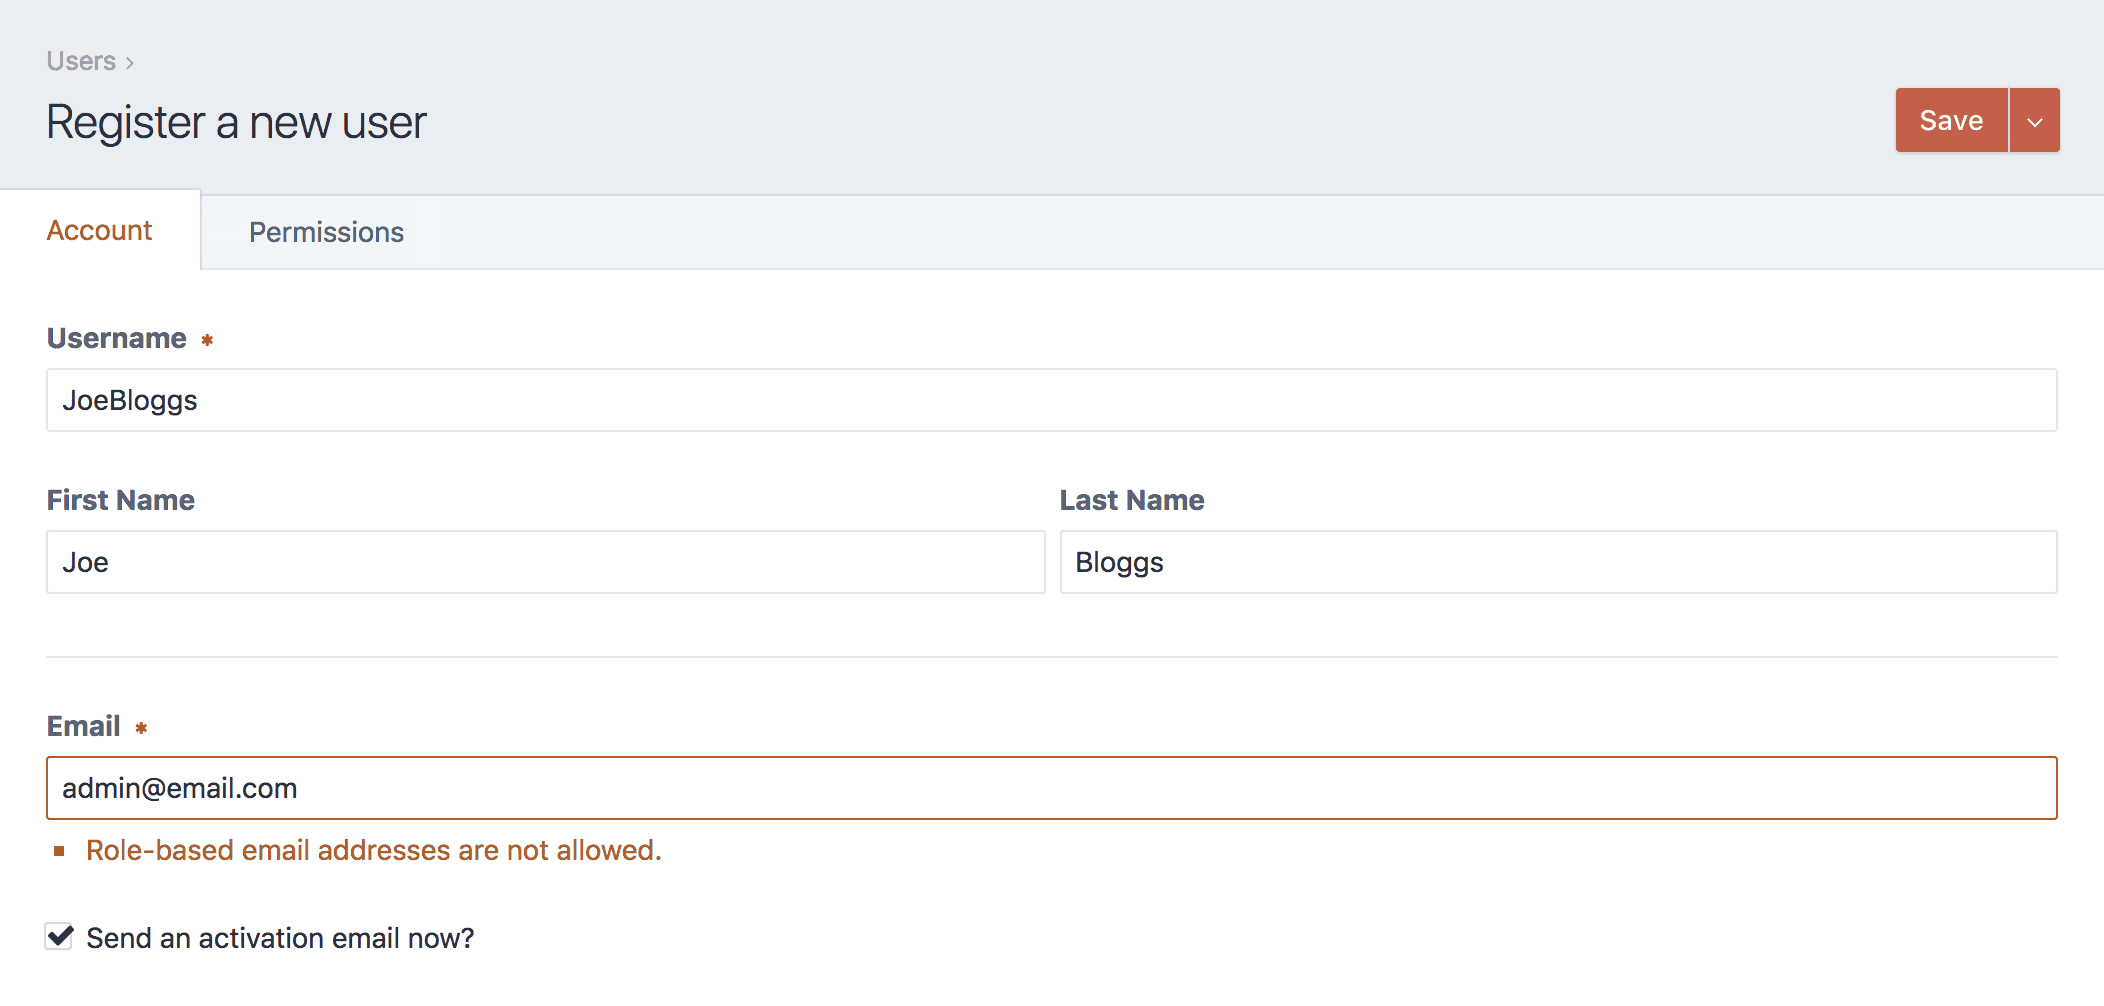 Users ›
Register a new user
Save
Account Permissions
Username *
JoeBloggs
First Name Last Name
Joe Bloggs
Email *
admin@email.com
Role-based email addresses are not allowed.
Send an activation email now?